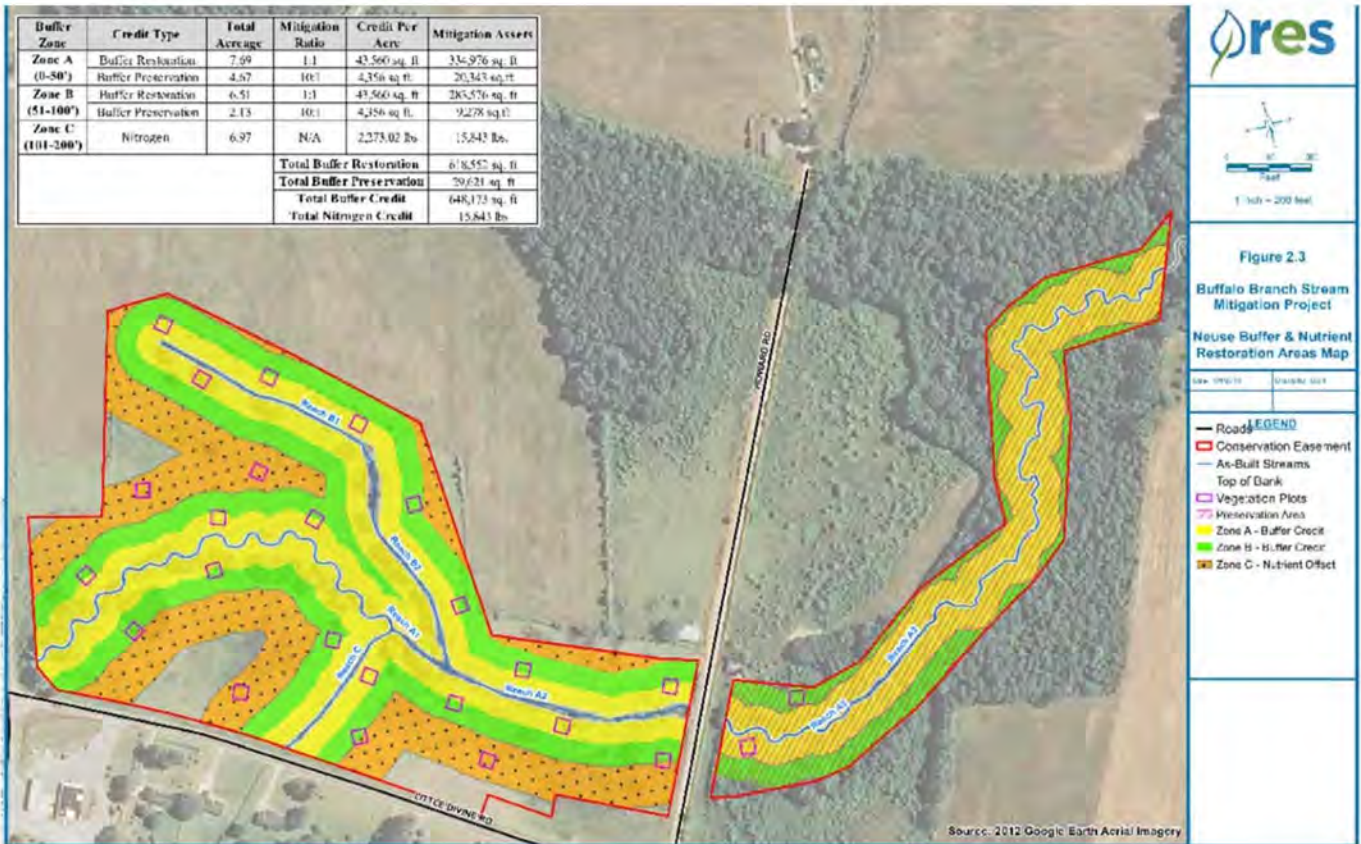 Buffer Zone Credit Type Total Acreage Mitigation Ratio Credit Per Acre Mitigation Assets
Zone A (0-50') Buffer Restoration 7.69 1:1 43,560 sq. ft 334,976 sq. ft
Buffer Preservation 4.67 10:1 4,356 sq. ft. 20,343 sq. ft
Zone B (51-100') Buffer Restoration 6.51 1:1 43,560 sq. ft 283,576 sq. ft
Buffer Preservation 2.13 10:1 4,356 sq. ft. 9,278 sq. ft
Zone C (101-200') Nitrogen 6.97 N/A 2,273.02 lbs 15,843 lbs.
Total Buffer Restoration 618,552 sq. ft
Total Buffer Preservation 29,621 sq. ft
Total Buffer Credit 648,173 sq. ft
Total Nitrogen Credit 15,843 lbs
res
Feet
1 inch = 200 feet
Figure 2.3
Buffalo Branch Stream
Mitigation Project
Neuse Buffer & Nutrient
Restoration Areas Map
LEGEND
Roads
Conservation Easement
As-Built Streams
Top of Bank
Vegetation Plots
Preservation Area
Zone A - Buffer Credit
Zone B - Buffer Credit
Zone C - Nutrient Offset
Reach B1
Reach B2
Reach A1
Reach C
Reach A2
Reach A3
HOWARD RD
LITTLE DIVINE RD
Source: 2012 Google Earth Aerial Imagery